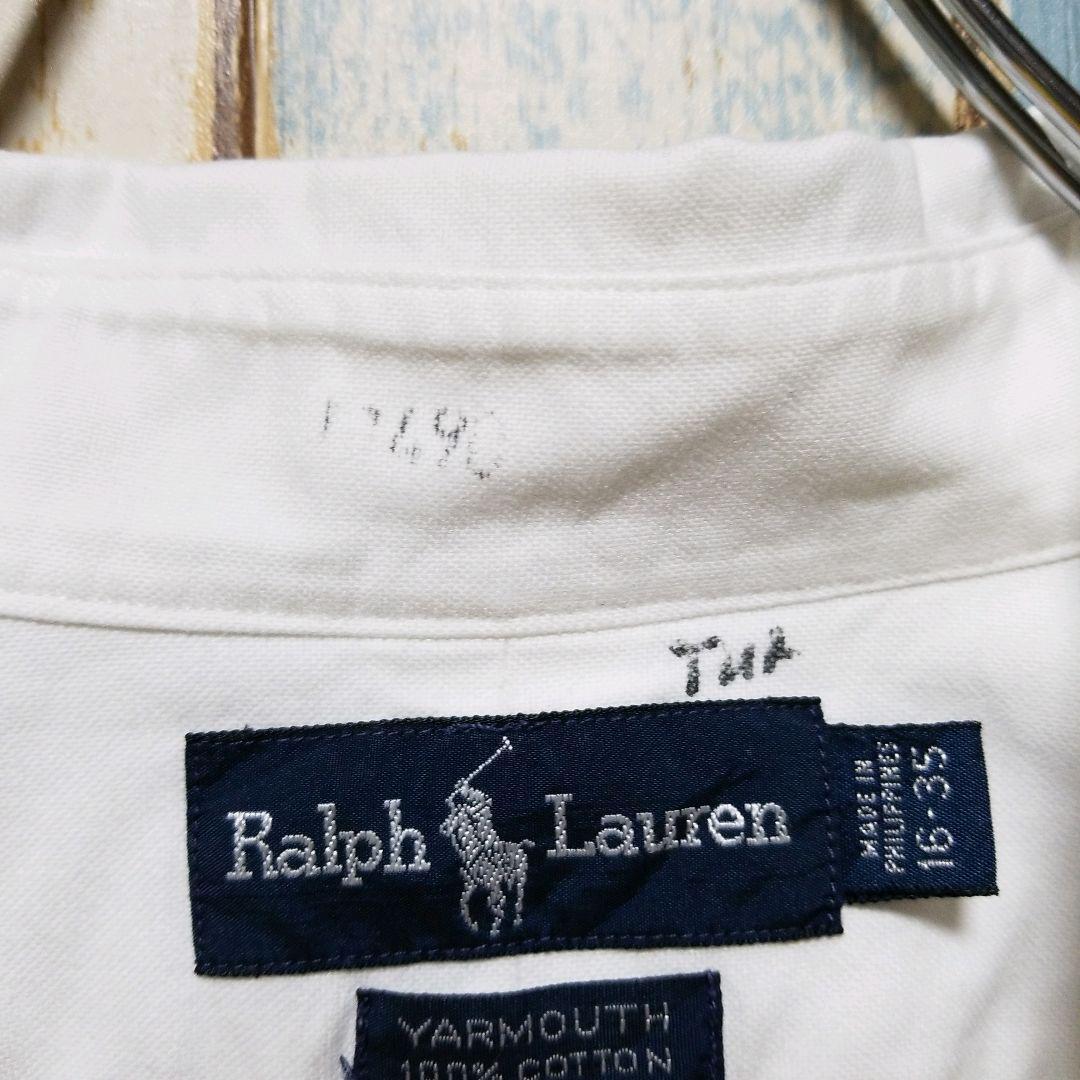 THA
Ralph Lauren
MADE IN
PHILIPPINES
16-35
YARMOUTH
100% COTTON